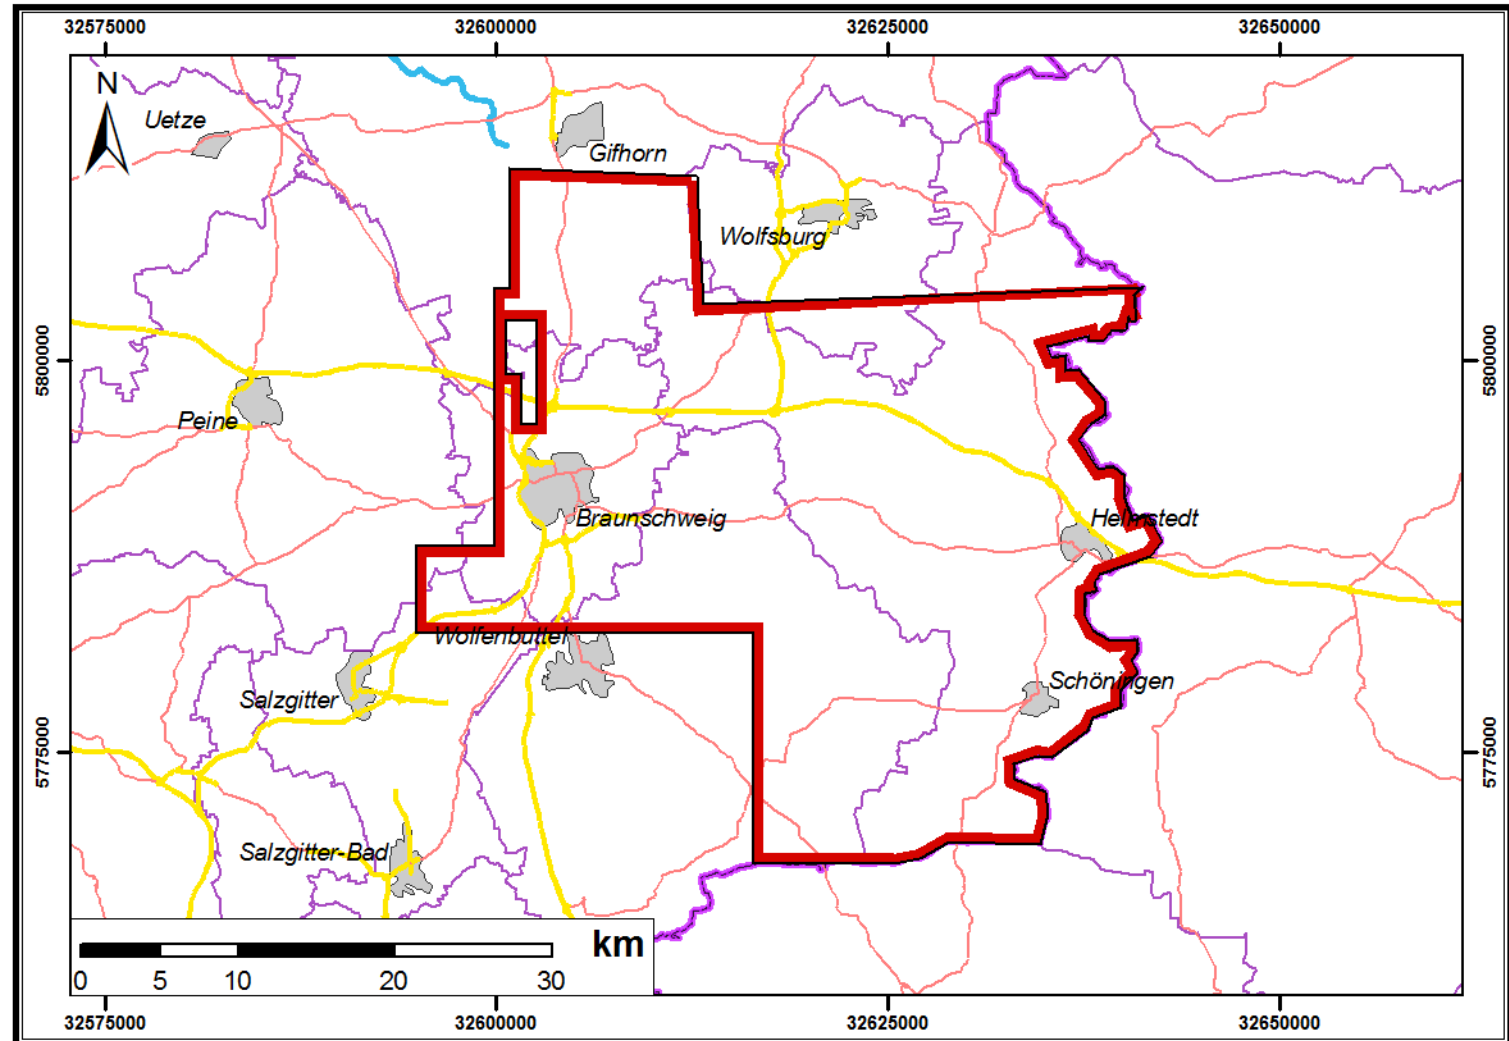 32575000 32600000 32625000 32650000
N
Uetze
Gifhorn
Wolfsburg
5800000 5800000
Peine
Braunschweig
Helmstedt
Wolfenbüttel
Schöningen
Salzgitter
5775000 5775000
Salzgitter-Bad
km
0 5 10 20 30
32575000 32600000 32625000 32650000